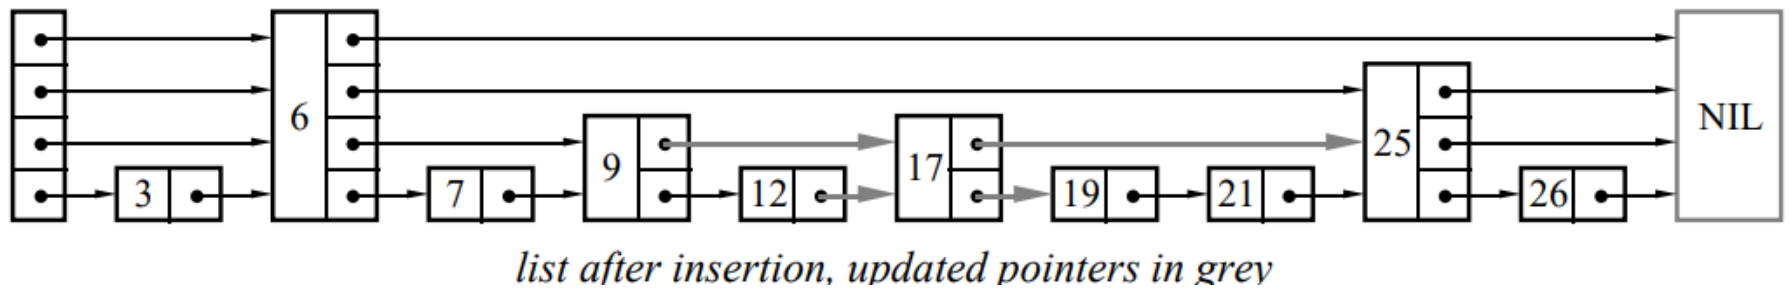 3 6 7 9 12 17 19 21 25 26 NIL
list after insertion, updated pointers in grey